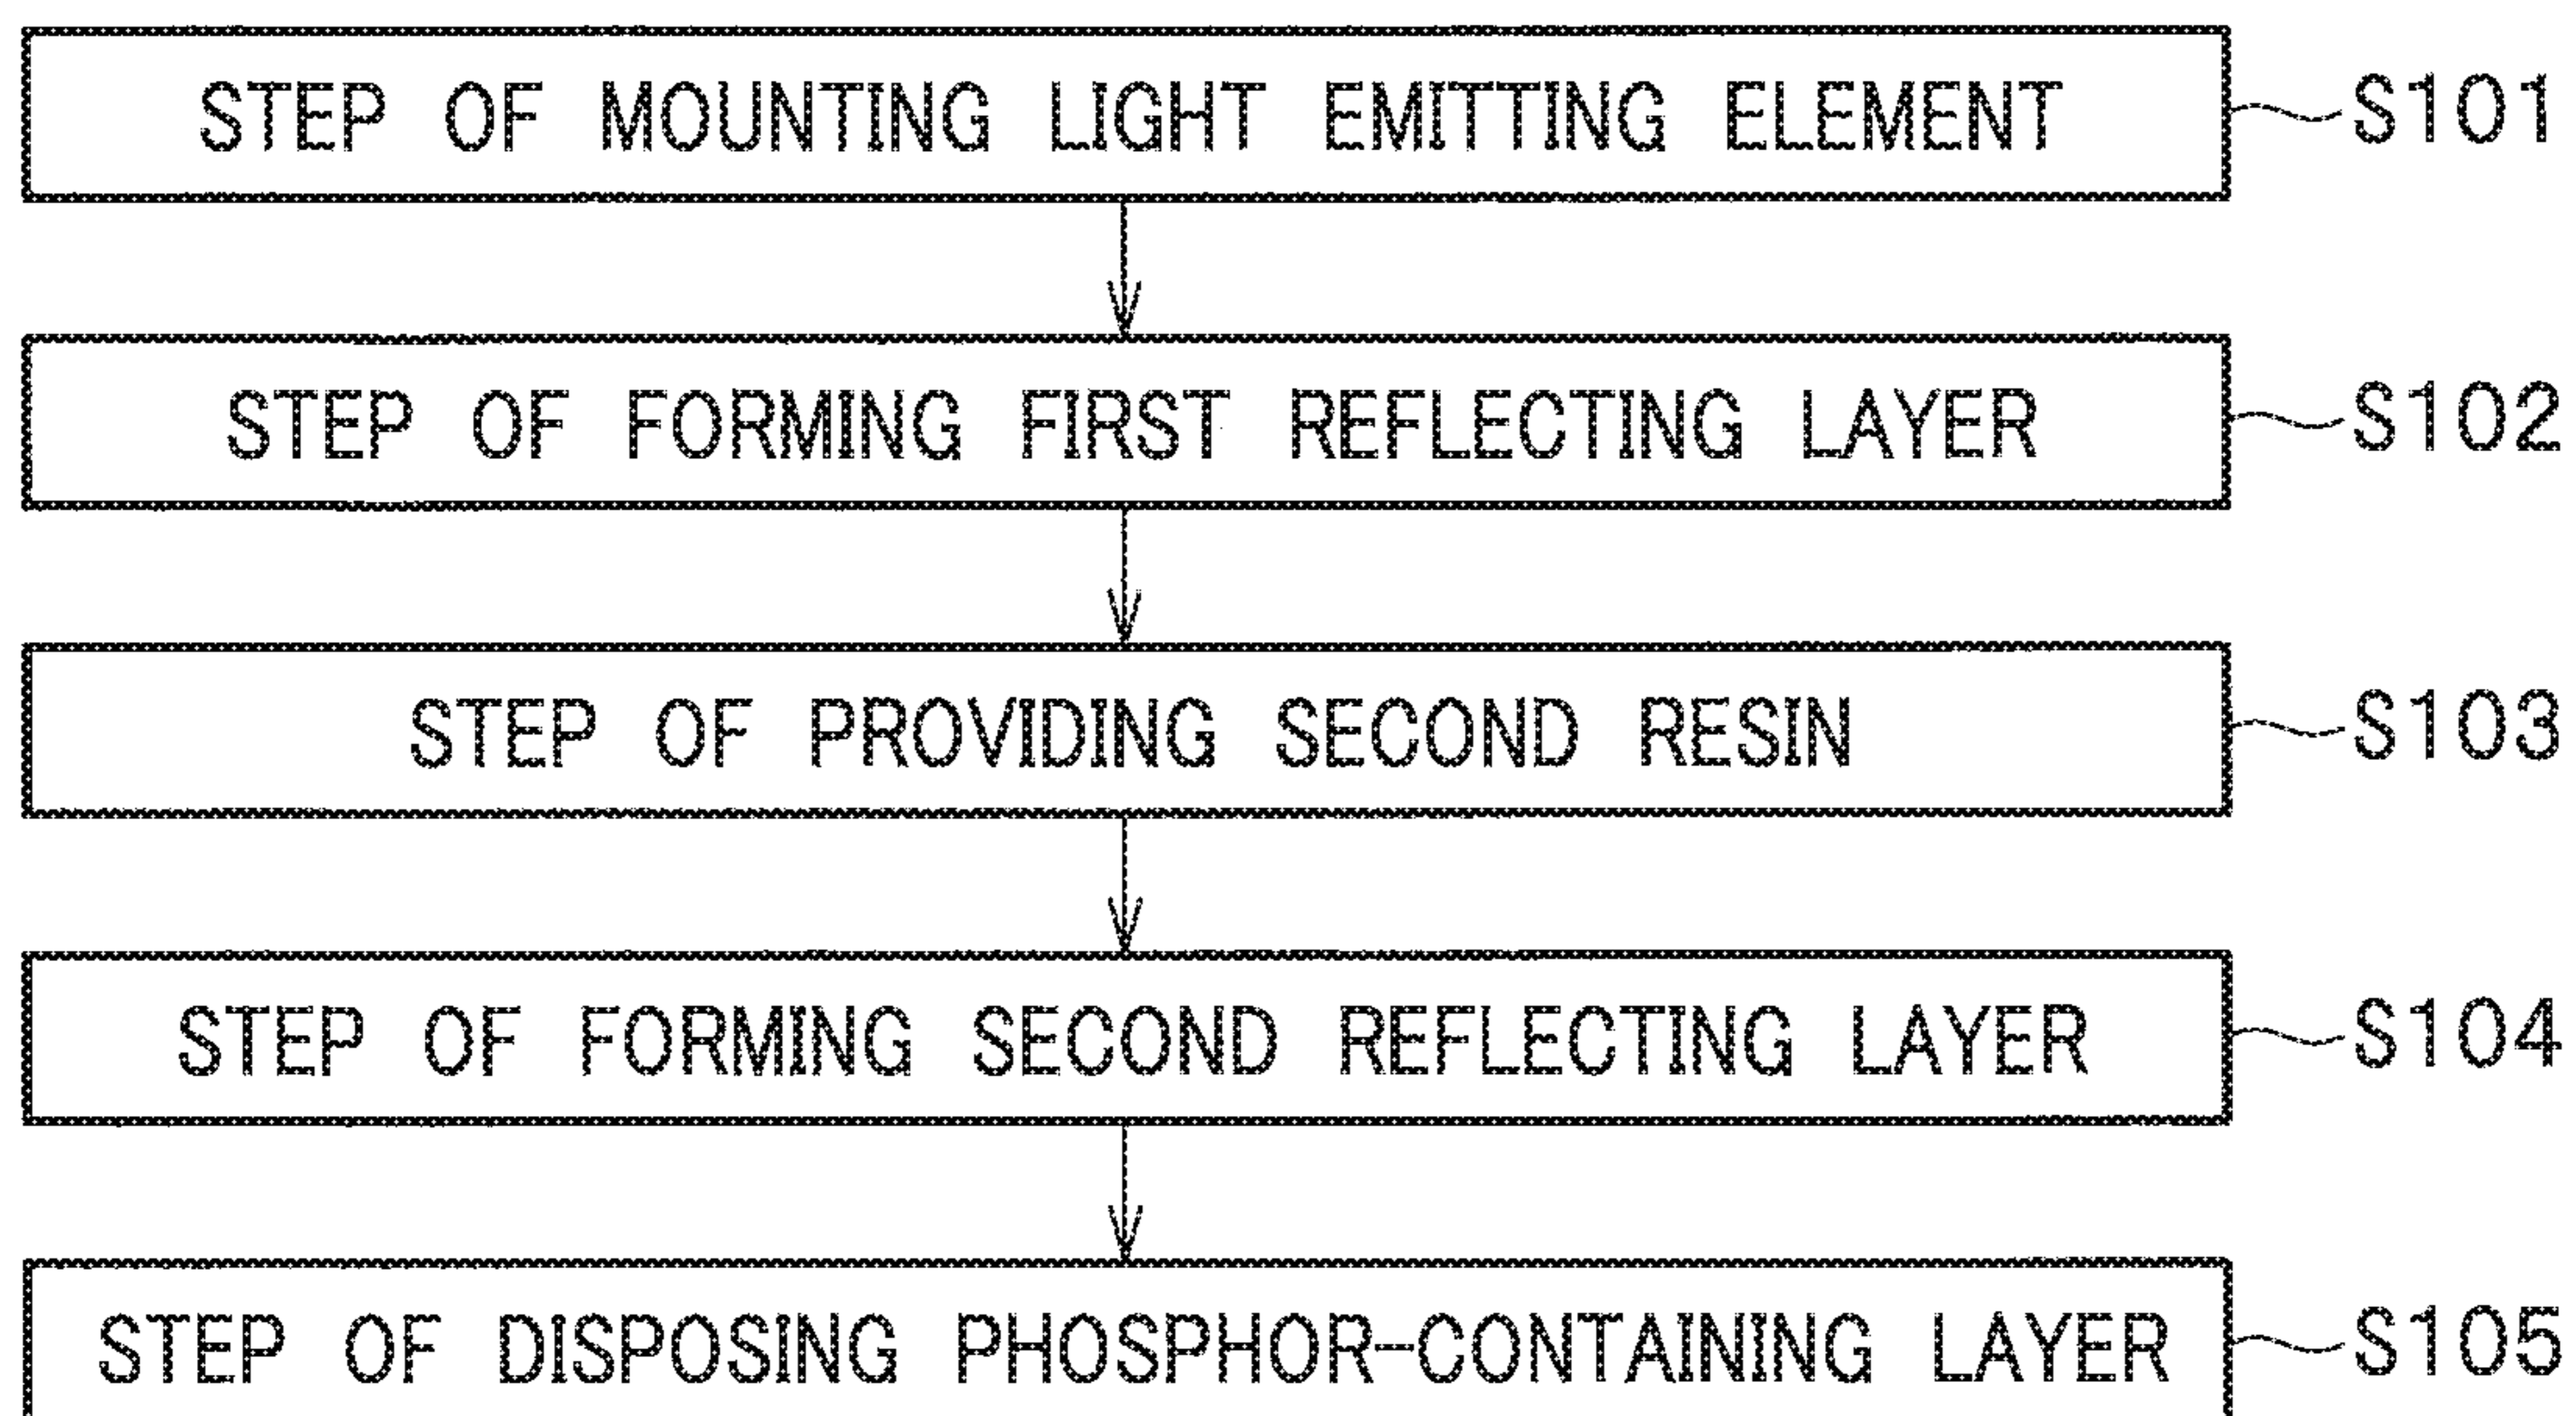 STEP OF MOUNTING LIGHT EMITTING ELEMENT S101
STEP OF FORMING FIRST REFLECTING LAYER S102
STEP OF PROVIDING SECOND RESIN S103
STEP OF FORMING SECOND REFLECTING LAYER S104
STEP OF DISPOSING PHOSPHOR-CONTAINING LAYER S105